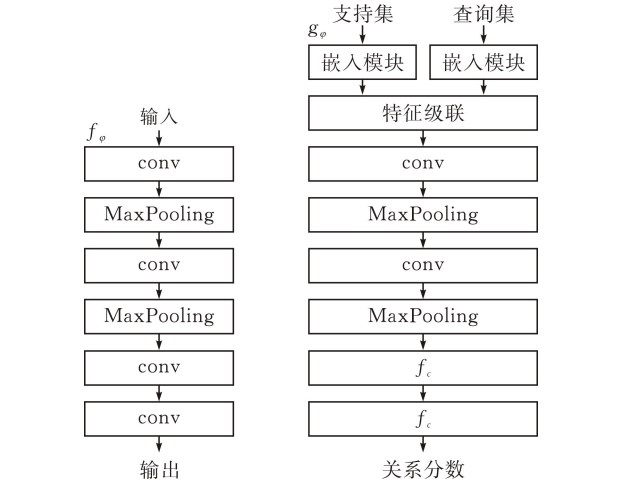 输入
f_φ
conv
MaxPooling
conv
MaxPooling
conv
conv
输出
支持集 查询集
g_φ
嵌入模块 嵌入模块
特征级联
conv
MaxPooling
conv
MaxPooling
f_c
f_c
关系分数